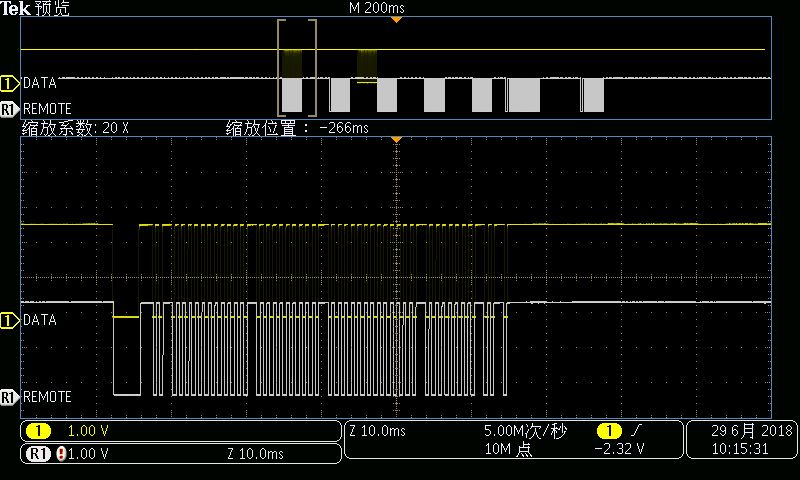 Tek 预览
M 200ms
1 DATA
R1 REMOTE
缩放系数: 20 X
缩放位置: -266ms
1 DATA
R1 REMOTE
1 1.00 V
Z 10.0ms
5.00M次/秒
1
29 6月 2018
R1 1.00 V
Z 10.0ms
10M 点
-2.32 V
10:15:31